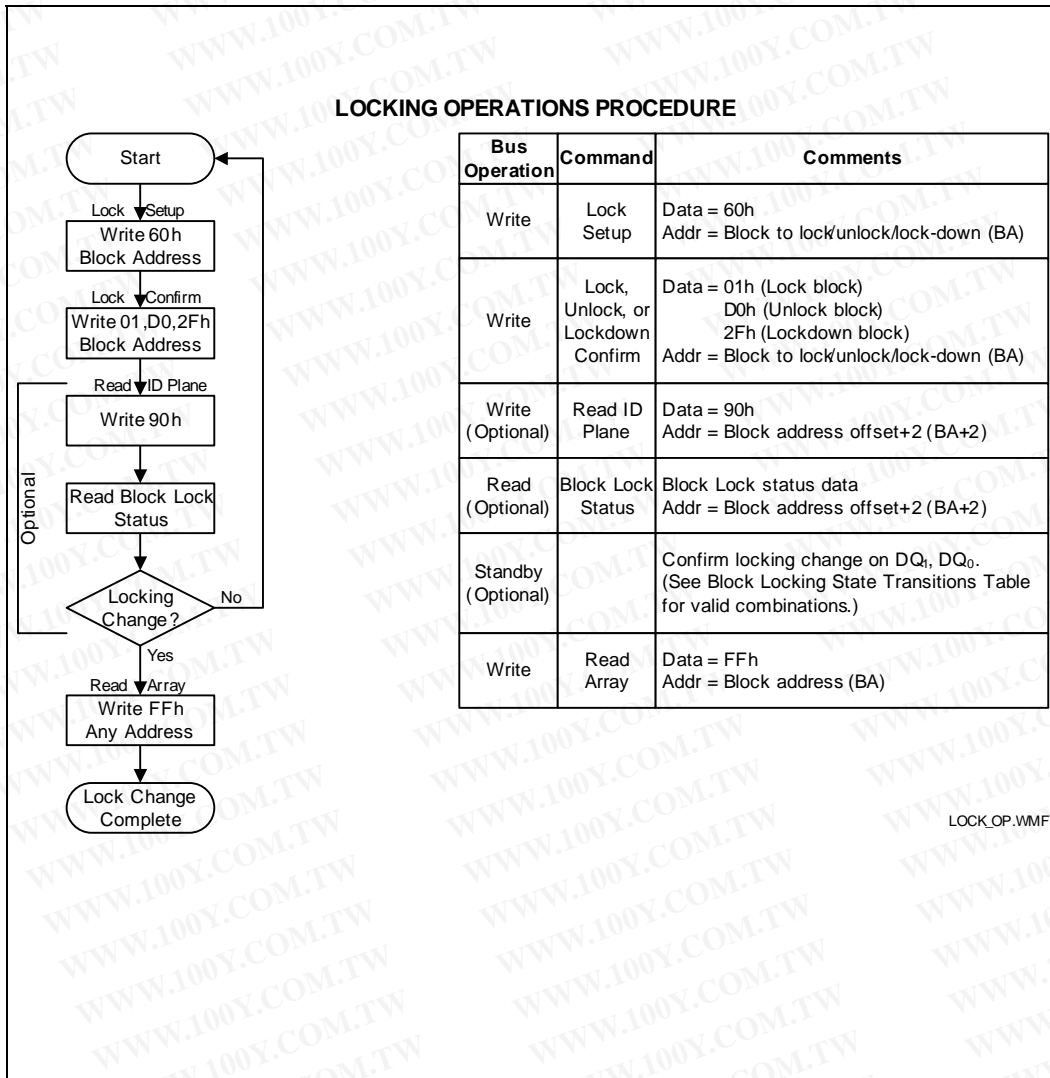 LOCKING OPERATIONS PROCEDURE
Start
Lock Setup
Write 60h
Block Address
Lock Confirm
Write 01,D0,2Fh
Block Address
Read ID Plane
Write 90h
Optional
Read Block Lock
Status
Locking
Change?
No
Yes
Read Array
Write FFh
Any Address
Lock Change
Complete
Bus
Operation
Command
Comments
Write
Lock
Setup
Data = 60h
Addr = Block to lock/unlock/lock-down (BA)
Write
Lock,
Unlock, or
Lockdown
Confirm
Data = 01h (Lock block)
D0h (Unlock block)
2Fh (Lockdown block)
Addr = Block to lock/unlock/lock-down (BA)
Write
(Optional)
Read ID
Plane
Data = 90h
Addr = Block address offset+2 (BA+2)
Read
(Optional)
Block Lock
Status
Block Lock status data
Addr = Block address offset+2 (BA+2)
Standby
(Optional)
Confirm locking change on DQ₁, DQ₀.
(See Block Locking State Transitions Table
for valid combinations.)
Write
Read
Array
Data = FFh
Addr = Block address (BA)
LOCK_OP.WMF
WWW.100Y.COM.TW